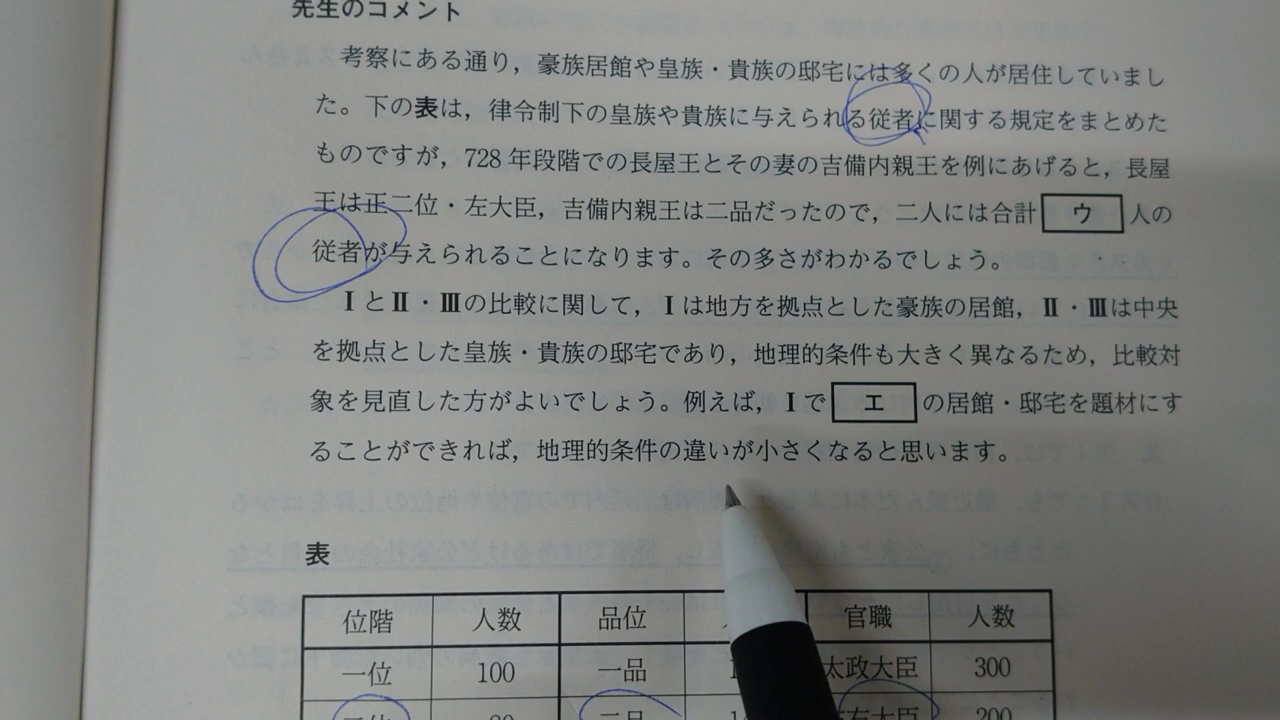 先生のコメント
考察にある通り，豪族居館や皇族・貴族の邸宅には多くの人が居住していまし
た。下の表は，律令制下の皇族や貴族に与えられる従者に関する規定をまとめた
ものですが，728年段階での長屋王とその妻の吉備内親王を例にあげると，長屋
王は正二位・左大臣，吉備内親王は二品だったので，二人には合計 ウ 人の
従者が与えられることになります。その多さがわかるでしょう。
ⅠとⅡ・Ⅲの比較に関して，Ⅰは地方を拠点とした豪族の居館，Ⅱ・Ⅲは中央
を拠点とした皇族・貴族の邸宅であり，地理的条件も大きく異なるため，比較対
象を見直した方がよいでしょう。例えば，Ⅰで エ の居館・邸宅を題材にす
ることができれば，地理的条件の違いが小さくなると思います。
表
位階 人数 品位 官職 人数
一位 100 一品 太政大臣 300
二品 左大臣 200